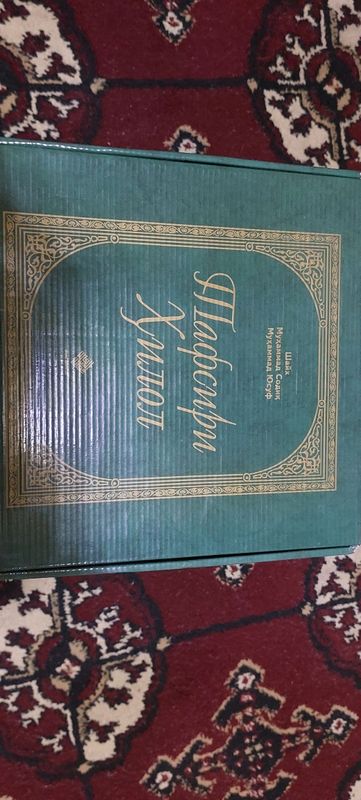 Шайх
Муҳаммад Содиқ
Муҳаммад Юсуф
Тафсири
Ҳилол